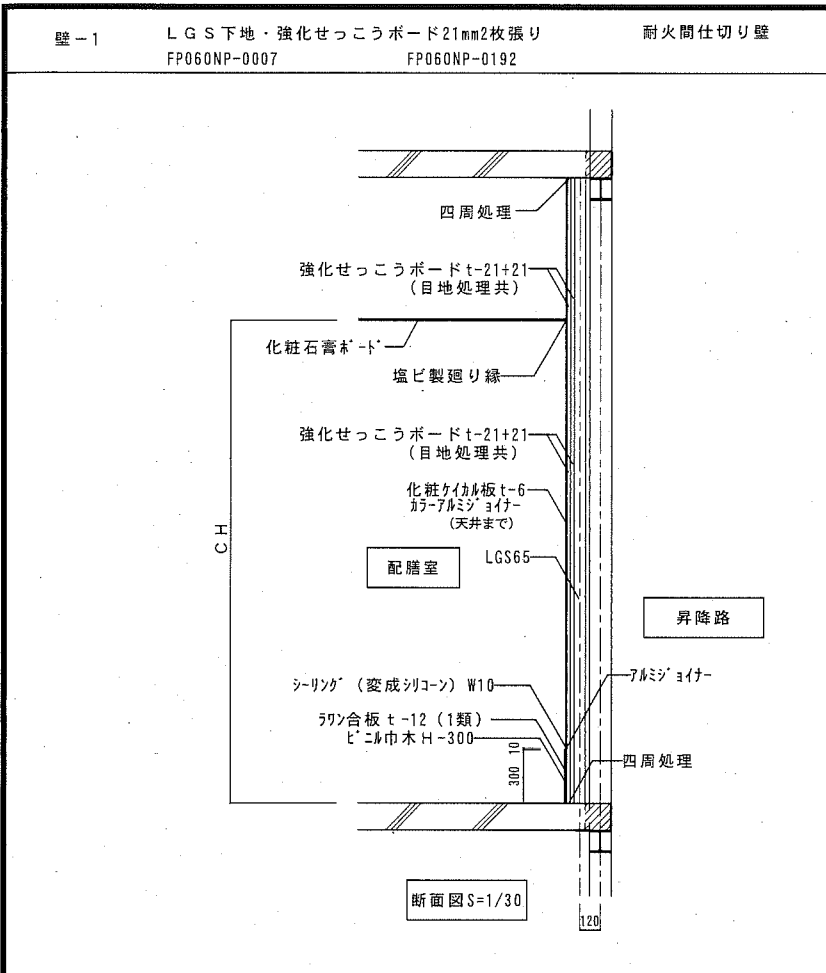 壁－1 ＬＧＳ下地・強化せっこうボード21mm2枚張り 耐火間仕切り壁
FP060NP-0007 FP060NP-0192
四周処理
強化せっこうボードt-21+21
(目地処理共)
化粧石膏ﾎﾞｰﾄﾞ
塩ビ製廻り縁
強化せっこうボードt-21+21
(目地処理共)
化粧ｹｲｶﾙ板t-6
ｶﾗｰｱﾙﾐｼﾞｮｲﾅｰ
(天井まで)
CH
配膳室
LGS65
昇降路
ｼｰﾘﾝｸﾞ（変成ｼﾘｺｰﾝ）W10
ｱﾙﾐｼﾞｮｲﾅｰ
ﾗﾜﾝ合板ｔ-12（1類）
ﾋﾞﾆﾙ巾木Ｈ-300
300 10
四周処理
断面図S=1/30
120